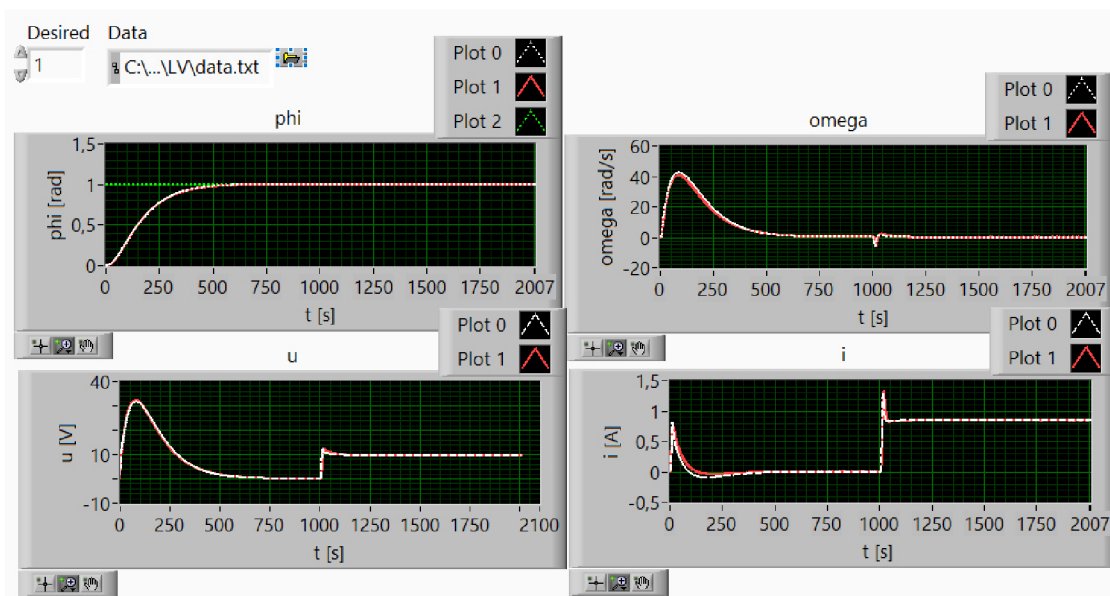 Desired Data
1 C:\...\LV\data.txt
Plot 0
Plot 1
Plot 2
phi
1,5
1
0,5
0
phi [rad]
0 250 500 750 1000 1250 1500 1750 2007
t [s]
Plot 0
Plot 1
omega
60
40
20
0
-20
omega [rad/s]
0 250 500 750 1000 1250 1500 1750 2007
t [s]
Plot 0
Plot 1
u
40
10
-10
u [V]
0 250 500 750 1000 1250 1500 1750 2100
t [s]
Plot 0
Plot 1
i
1,5
1
0,5
0
-0,5
i [A]
0 250 500 750 1000 1250 1500 1750 2007
t [s]